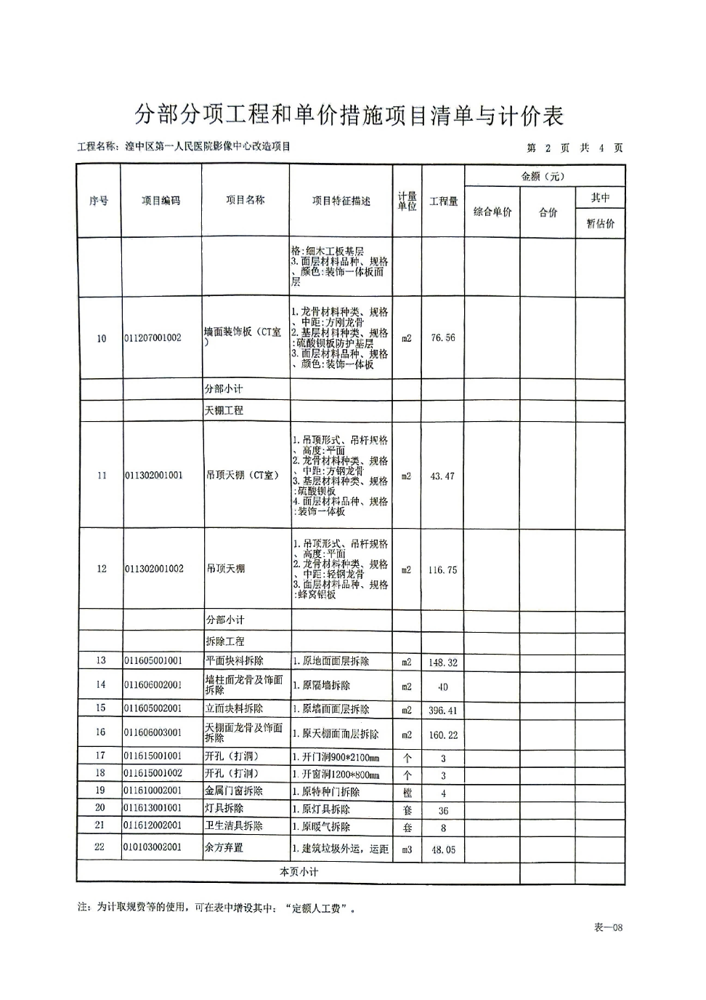 分部分项工程和单价措施项目清单与计价表
工程名称：湟中区第一人民医院影像中心改造项目
第 2 页 共 4 页
序号 项目编码 项目名称 项目特征描述 计量单位 工程量 金额（元）
综合单价 合价 其中
暂估价
格:细木工板基层
3.面层材料品种、规格
、颜色:装饰一体板面
层
10 011207001002 墙面装饰板（CT室
）
1.龙骨材料种类、规格
、中距:方刚龙骨
2.基层材料种类、规格
:硫酸钡板防护基层
3.面层材料品种、规格
、颜色:装饰一体板
m2 76.56
分部小计
天棚工程
11 011302001001 吊顶天棚（CT室）
1.吊顶形式、吊杆规格
、高度:平面
2.龙骨材料种类、规格
、中距:方钢龙骨
3.基层材料种类、规格
:硫酸钡板
4.面层材料品种、规格
:装饰一体板
m2 43.47
12 011302001002 吊顶天棚
1.吊顶形式、吊杆规格
、高度:平面
2.龙骨材料种类、规格
、中距:轻钢龙骨
3.面层材料品种、规格
:蜂窝铝板
m2 116.75
分部小计
拆除工程
13 011605001001 平面块料拆除 1.原地面面层拆除 m2 148.32
14 011606002001 墙柱面龙骨及饰面
拆除 1.原隔墙拆除 m2 40
15 011605002001 立面块料拆除 1.原墙面面层拆除 m2 396.41
16 011606003001 天棚面龙骨及饰面
拆除 1.原天棚面面层拆除 m2 160.22
17 011615001001 开孔（打洞） 1.开门洞900*2100mm 个 3
18 011615001002 开孔（打洞） 1.开窗洞1200*800mm 个 3
19 011610002001 金属门窗拆除 1.原特种门拆除 樘 4
20 011613001001 灯具拆除 1.原灯具拆除 套 36
21 011612002001 卫生洁具拆除 1.原暖气拆除 套 8
22 010103002001 余方弃置 1.建筑垃圾外运，运距 m3 48.05
本页小计
注：为计取规费等的使用，可在表中增设其中：“定额人工费”。
表—08